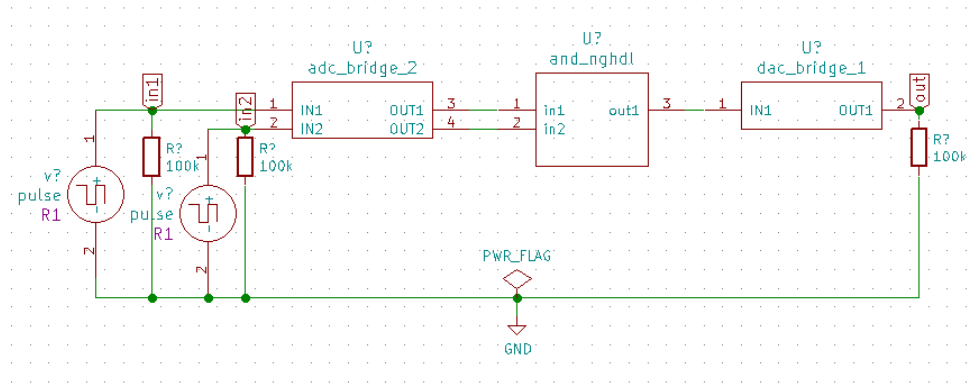 U?
adc_bridge_2
U?
and_nghdl
U?
dac_bridge_1
in1
in2
out
1 IN1 OUT1 3
2 IN2 OUT2 4
1 in1 out1 3
2 in2
1 IN1 OUT1 2
R?
100k
R?
100k
R?
100k
1
v?
pulse
R1
2
1
v?
pulse
R1
2
PWR_FLAG
GND